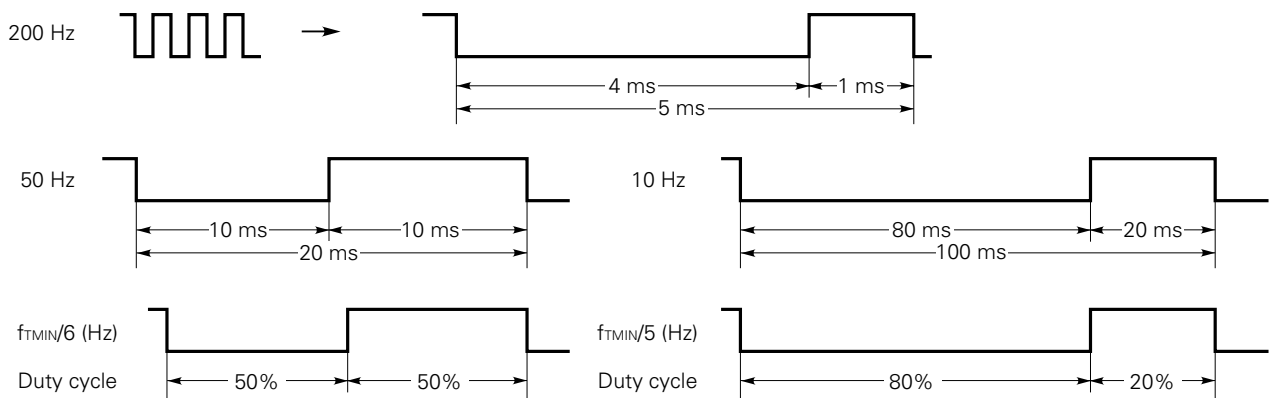 200 Hz
4 ms 1 ms
5 ms
50 Hz 10 Hz
10 ms 10 ms 80 ms 20 ms
20 ms 100 ms
fTMIN/6 (Hz) fTMIN/5 (Hz)
Duty cycle 50% 50% Duty cycle 80% 20%